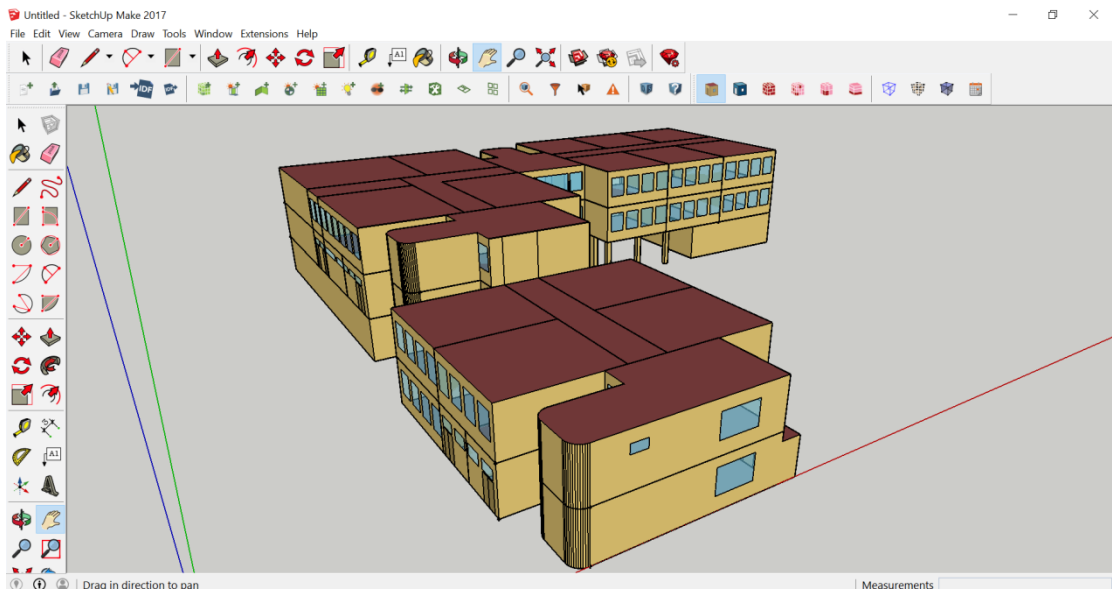 Untitled - SketchUp Make 2017
File Edit View Camera Draw Tools Window Extensions Help
A1
IDF
A1
Drag in direction to pan
Measurements